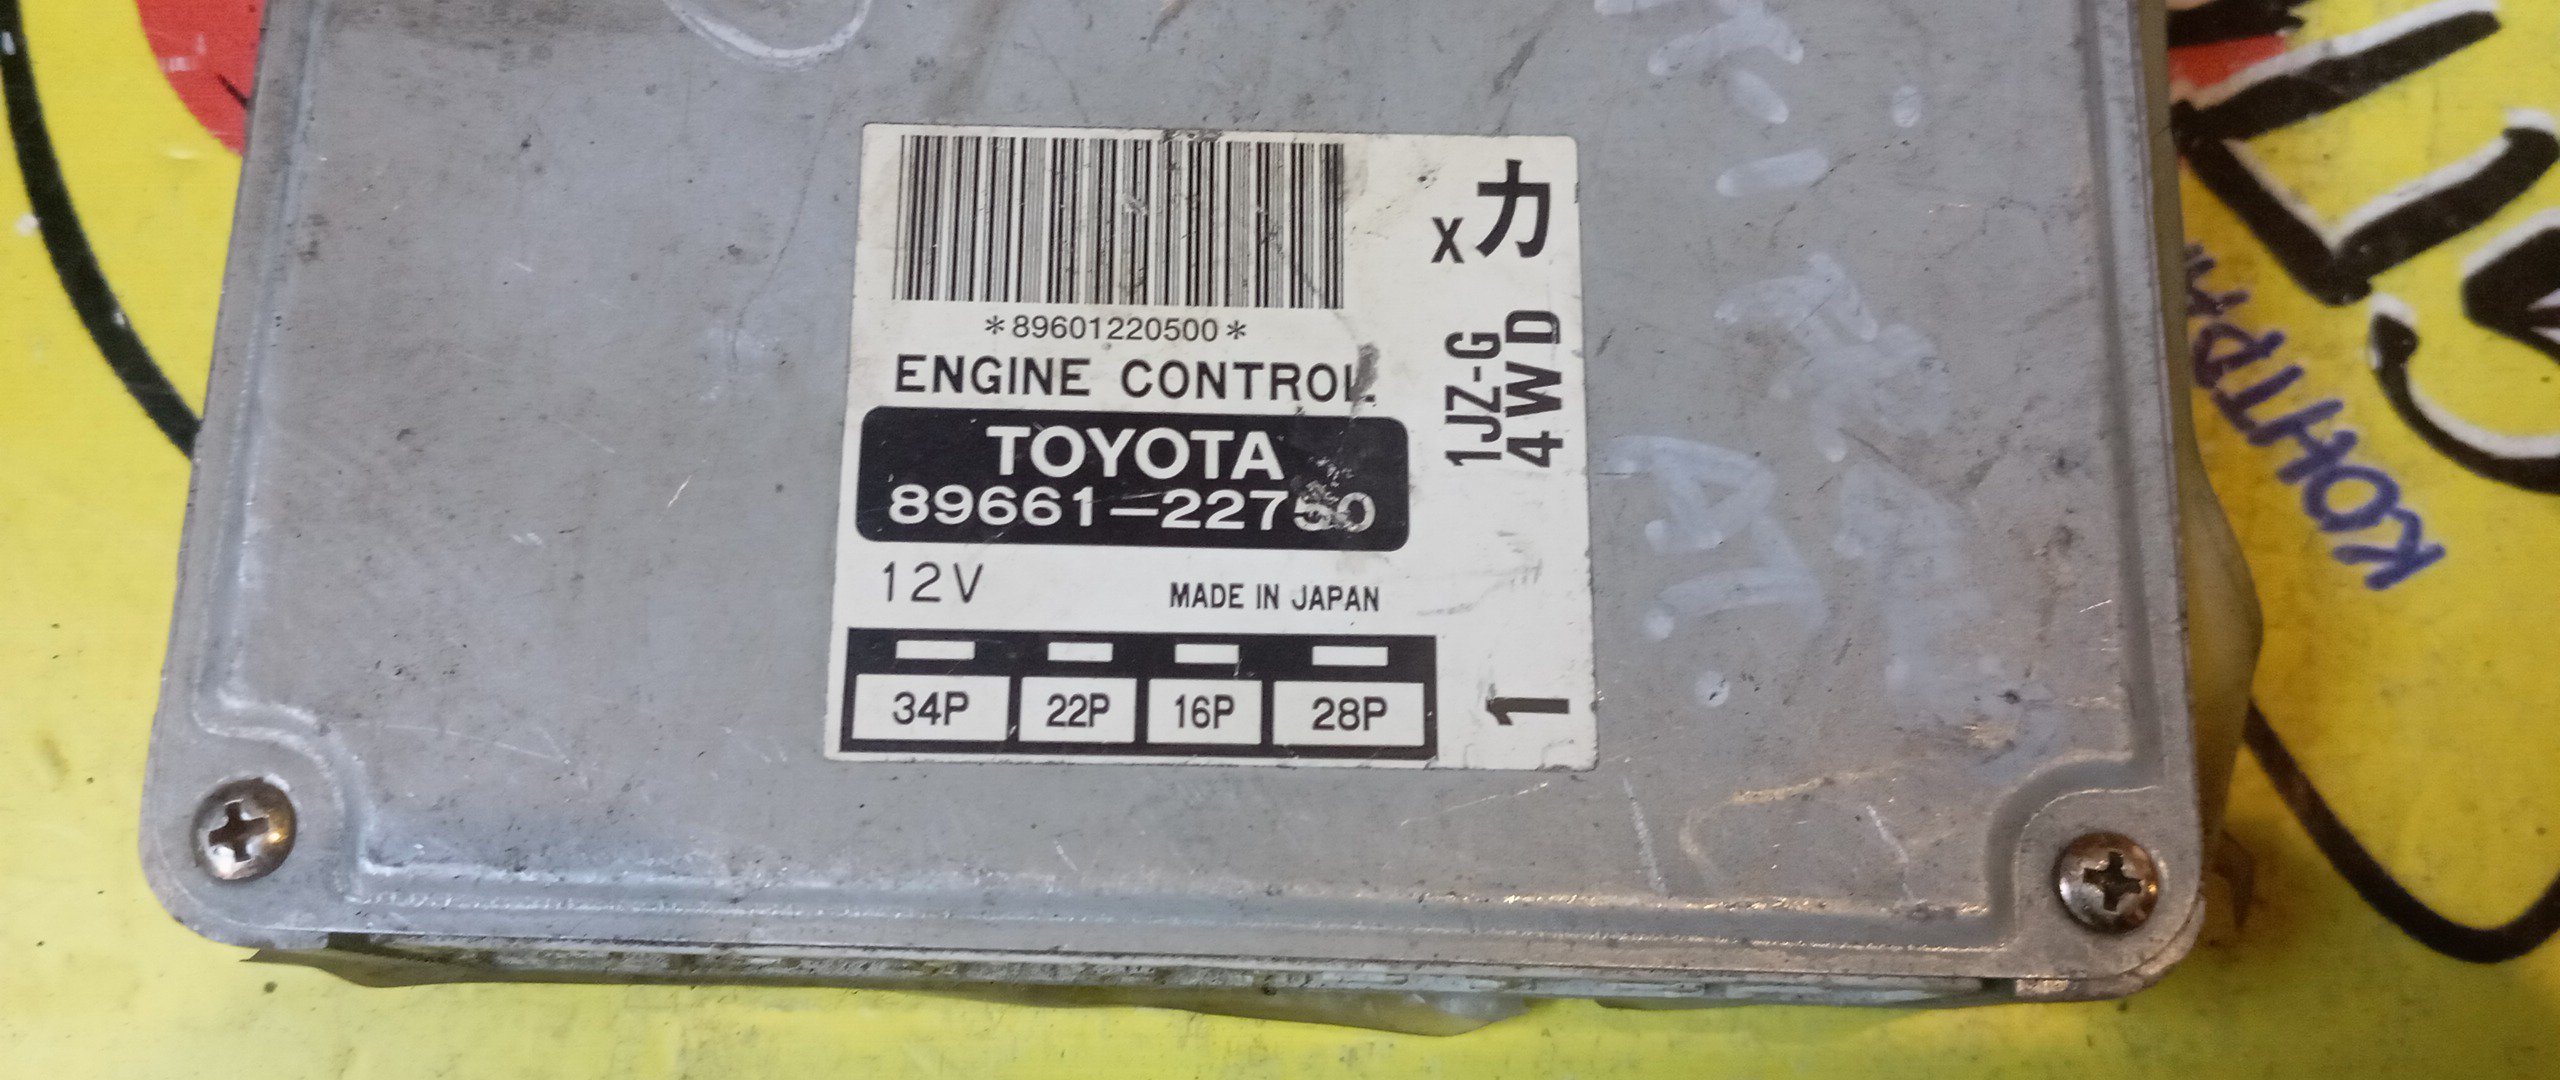 *89601220500*
ENGINE CONTROL
TOYOTA
89661-22750
12V
MADE IN JAPAN
34P 22P 16P 28P
x力
1JZ-G
4WD
1